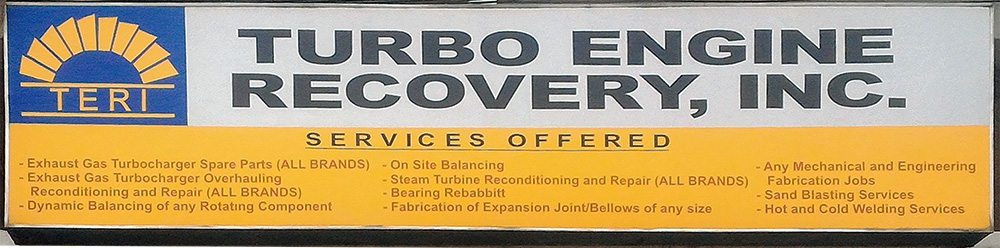 TERI
TURBO ENGINE
RECOVERY, INC.
SERVICES OFFERED
- Exhaust Gas Turbocharger Spare Parts (ALL BRANDS)
- Exhaust Gas Turbocharger Overhauling
Reconditioning and Repair (ALL BRANDS)
- Dynamic Balancing of any Rotating Component
- On Site Balancing
- Steam Turbine Reconditioning and Repair (ALL BRANDS)
- Bearing Rebabbitt
- Fabrication of Expansion Joint/Bellows of any size
- Any Mechanical and Engineering
Fabrication Jobs
- Sand Blasting Services
- Hot and Cold Welding Services